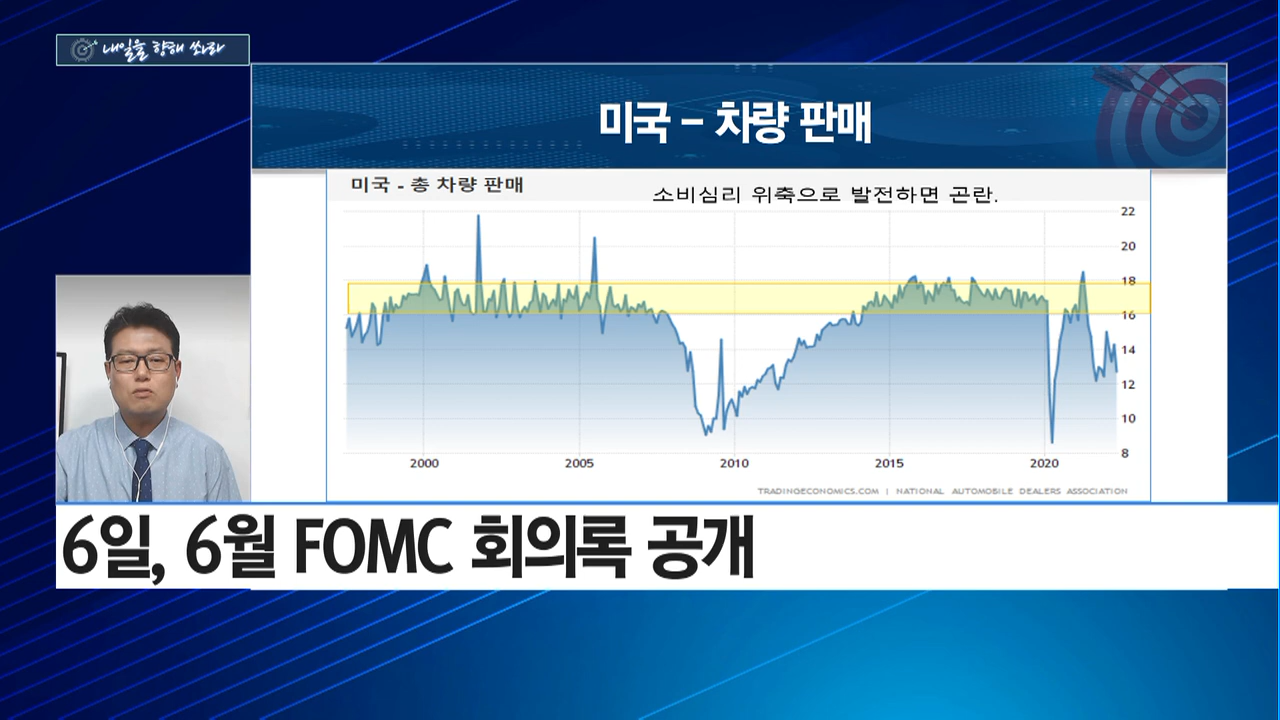 내일을 향해 쏴라
미국 – 차량 판매
미국 - 총 차량 판매
소비심리 위축으로 발전하면 곤란.
22
20
18
16
14
12
10
8
2000 2005 2010 2015 2020
TRADINGECONOMICS.COM | NATIONAL AUTOMOBILE DEALERS ASSOCIATION
6일, 6월 FOMC 회의록 공개